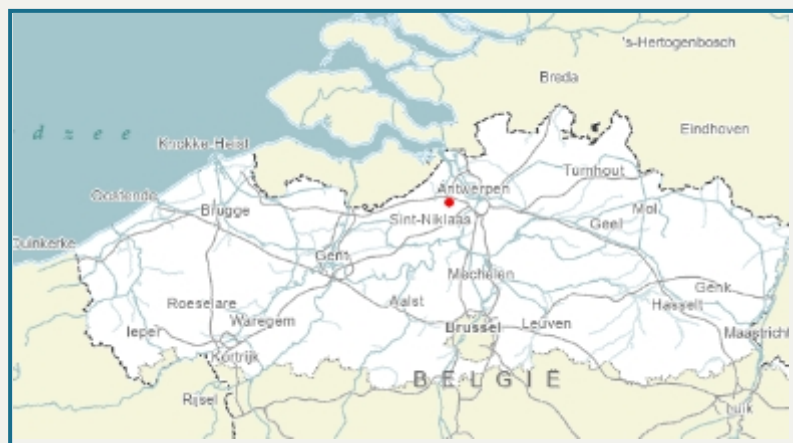 's-Hertogenbosch
Breda
Eindhoven
d z e e
Knokke-Heist
Turnhout
Antwerpen
Oostende
Brugge
Mol
Sint-Niklaas
Geel
Duinkerke
Gent
Mechelen
Genk
Roeselare
Aalst
Hasselt
Ieper
Waregem
Brussel
Leuven
Maastricht
Kortrijk
BELGIË
Rijsel
Luik